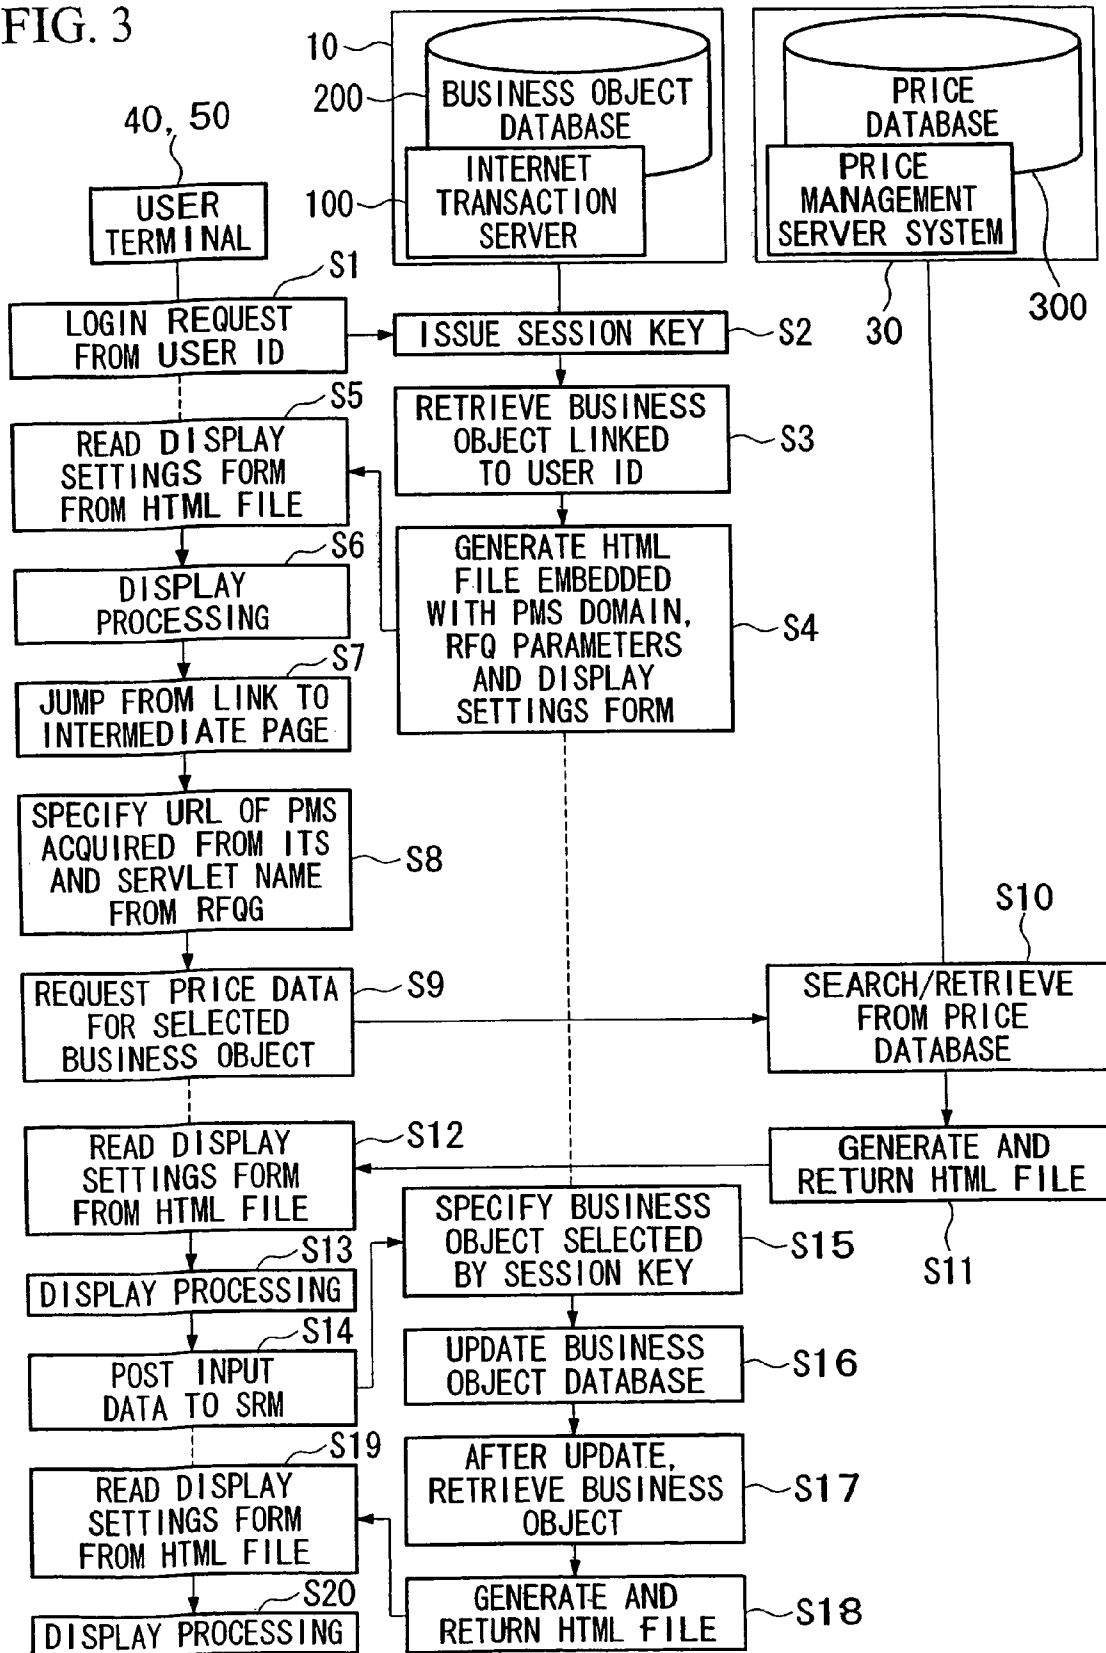 FIG. 3
10
200
BUSINESS OBJECT
DATABASE
100
INTERNET
TRANSACTION
SERVER
PRICE
DATABASE
PRICE
MANAGEMENT
SERVER SYSTEM
30
300
40, 50
USER
TERMINAL
S1
LOGIN REQUEST
FROM USER ID
ISSUE SESSION KEY
S2
RETRIEVE BUSINESS
OBJECT LINKED
TO USER ID
S3
GENERATE HTML
FILE EMBEDDED
WITH PMS DOMAIN,
RFQ PARAMETERS
AND DISPLAY
SETTINGS FORM
S4
S5
READ DISPLAY
SETTINGS FORM
FROM HTML FILE
S6
DISPLAY
PROCESSING
S7
JUMP FROM LINK TO
INTERMEDIATE PAGE
SPECIFY URL OF PMS
ACQUIRED FROM ITS
AND SERVLET NAME
FROM RFQG
S8
REQUEST PRICE DATA
FOR SELECTED
BUSINESS OBJECT
S9
S10
SEARCH/RETRIEVE
FROM PRICE
DATABASE
GENERATE AND
RETURN HTML FILE
S11
READ DISPLAY
SETTINGS FORM
FROM HTML FILE
S12
S13
DISPLAY PROCESSING
S14
POST INPUT
DATA TO SRM
SPECIFY BUSINESS
OBJECT SELECTED
BY SESSION KEY
S15
UPDATE BUSINESS
OBJECT DATABASE
S16
AFTER UPDATE,
RETRIEVE BUSINESS
OBJECT
S17
GENERATE AND
RETURN HTML FILE
S18
S19
READ DISPLAY
SETTINGS FORM
FROM HTML FILE
S20
DISPLAY PROCESSING